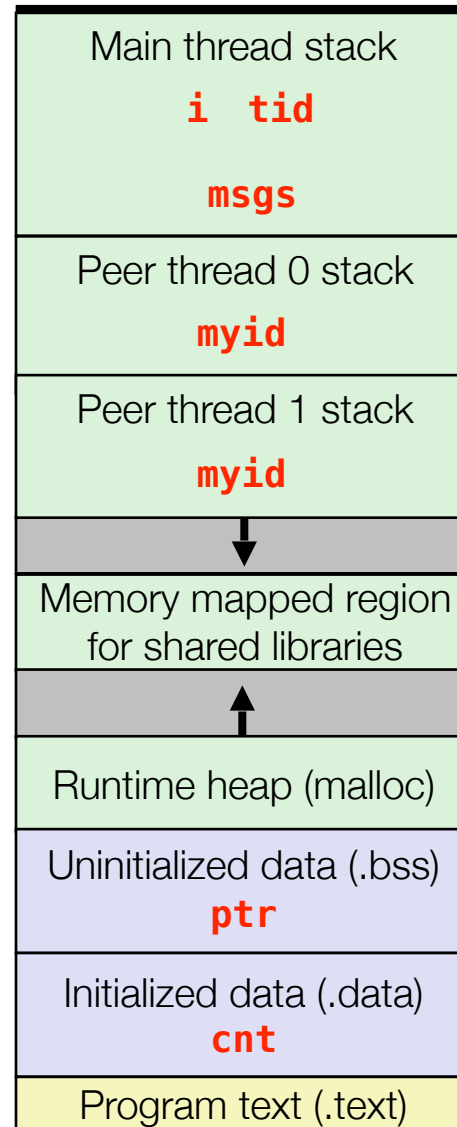 Main thread stack
i tid
msgs
Peer thread 0 stack
myid
Peer thread 1 stack
myid
Memory mapped region
for shared libraries
Runtime heap (malloc)
Uninitialized data (.bss)
ptr
Initialized data (.data)
cnt
Program text (.text)